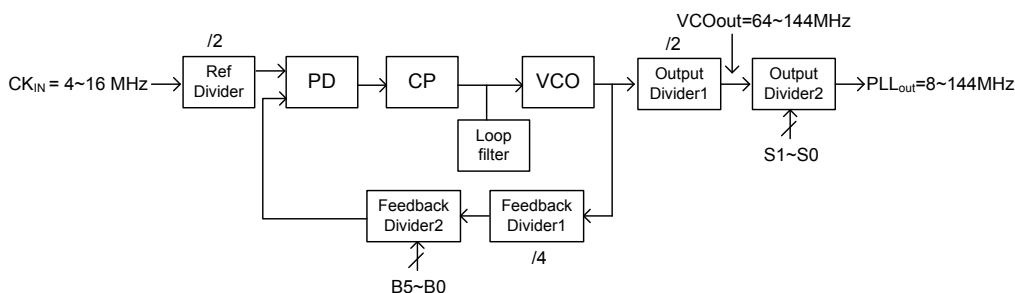 VCOout=64~144MHz
/2
/2
CKIN = 4~16 MHz
Ref
Divider
PD
CP
VCO
Output
Divider1
Output
Divider2
PLLout=8~144MHz
Loop
filter
S1~S0
Feedback
Divider2
Feedback
Divider1
/4
B5~B0